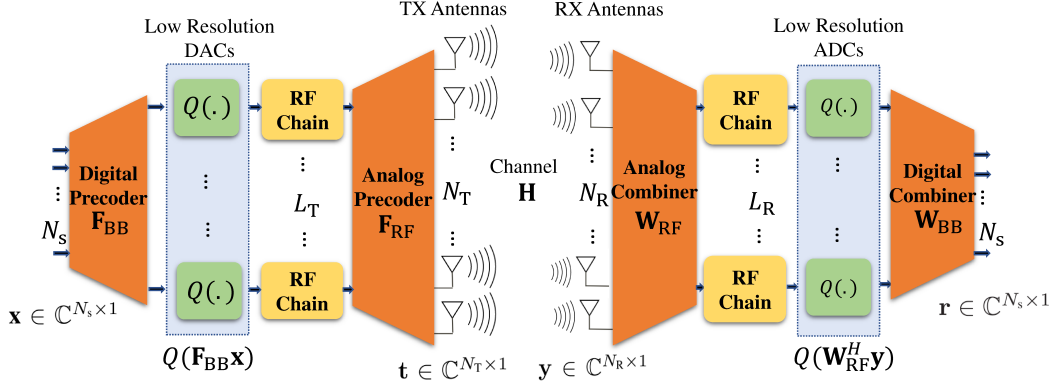 TX Antennas
RX Antennas
Low Resolution
DACs
Low Resolution
ADCs
Q(.)
RF
Chain
RF
Chain
Q(.)
...
N_s
Digital
Precoder
F_BB
...
...
...
L_T
...
Analog
Precoder
F_RF
...
N_T
...
Channel
H
...
N_R
...
Analog
Combiner
W_RF
...
L_R
...
...
...
Digital
Combiner
W_BB
...
N_s
Q(.)
RF
Chain
RF
Chain
Q(.)
x ∈ ℂ^{N_s×1}
Q(F_BB x)
t ∈ ℂ^{N_T×1}
y ∈ ℂ^{N_R×1}
Q(W_RF^H y)
r ∈ ℂ^{N_s×1}